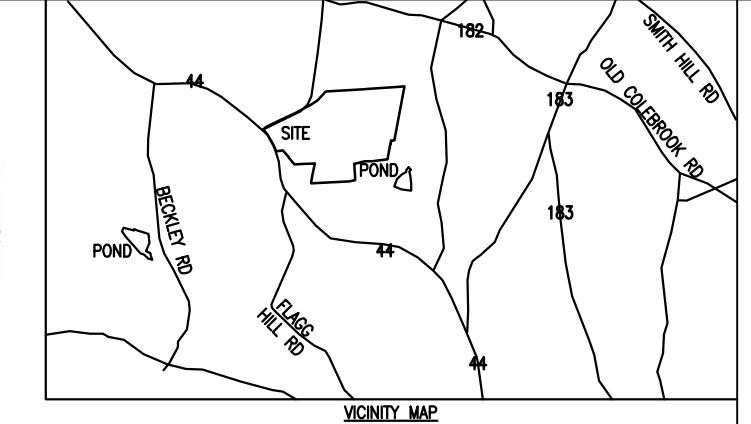 182
SMITH HILL RD
44
OLD COLEBROOK RD
183
SITE
POND
BECKLEY RD
183
POND
44
FLAGG
HILL RD
44
VICINITY MAP